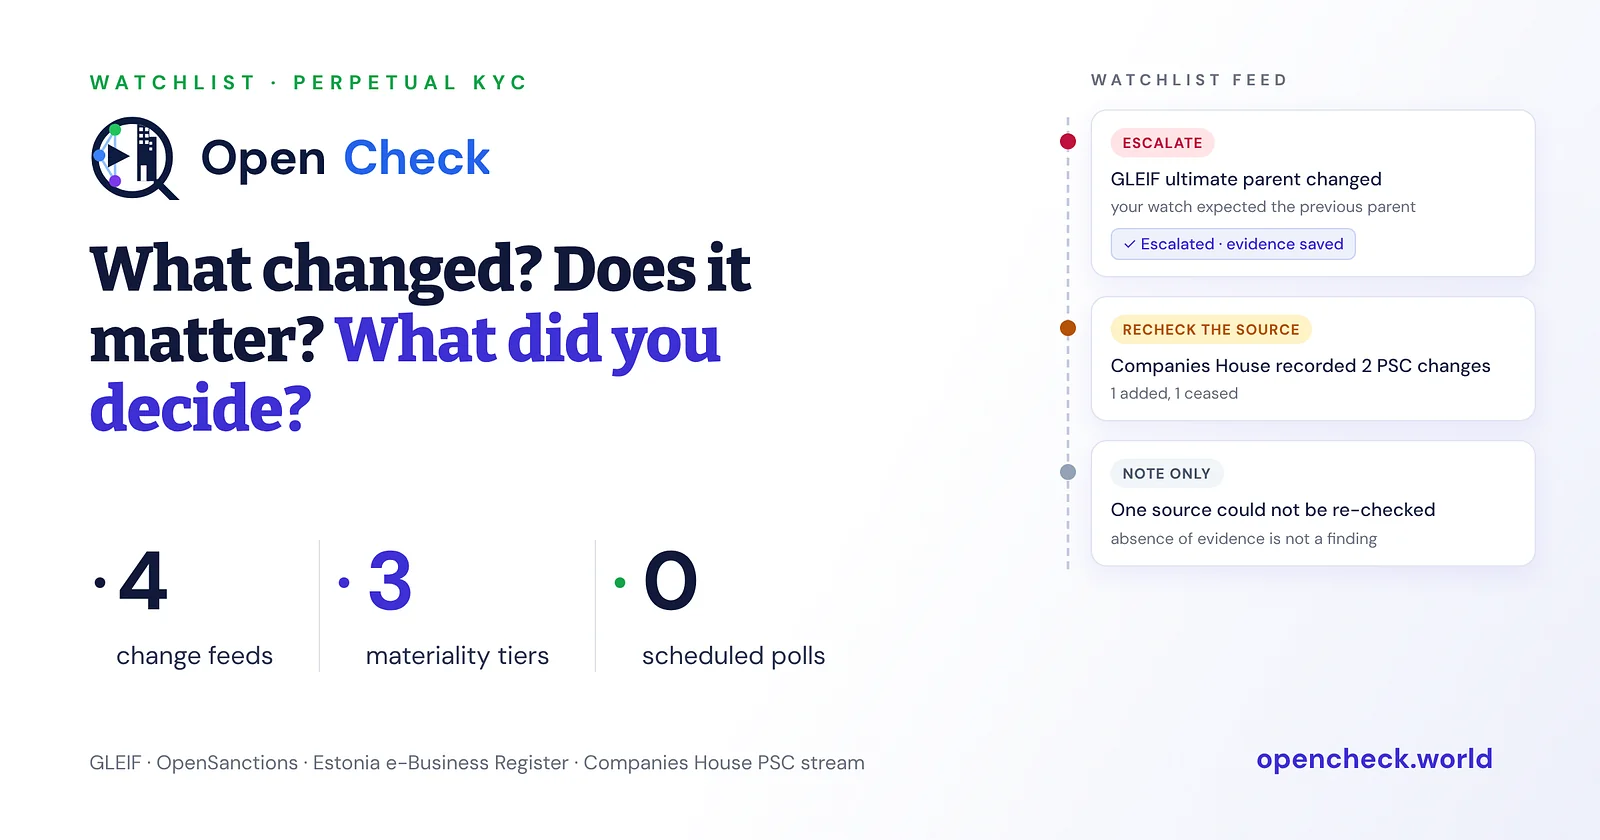 WATCHLIST · PERPETUAL KYC
Open Check
What changed? Does it
matter? What did you
decide?
· 4
change feeds
· 3
materiality tiers
· 0
scheduled polls
GLEIF · OpenSanctions · Estonia e-Business Register · Companies House PSC stream
WATCHLIST FEED
ESCALATE
GLEIF ultimate parent changed
your watch expected the previous parent
✓ Escalated · evidence saved
RECHECK THE SOURCE
Companies House recorded 2 PSC changes
1 added, 1 ceased
NOTE ONLY
One source could not be re-checked
absence of evidence is not a finding
opencheck.world